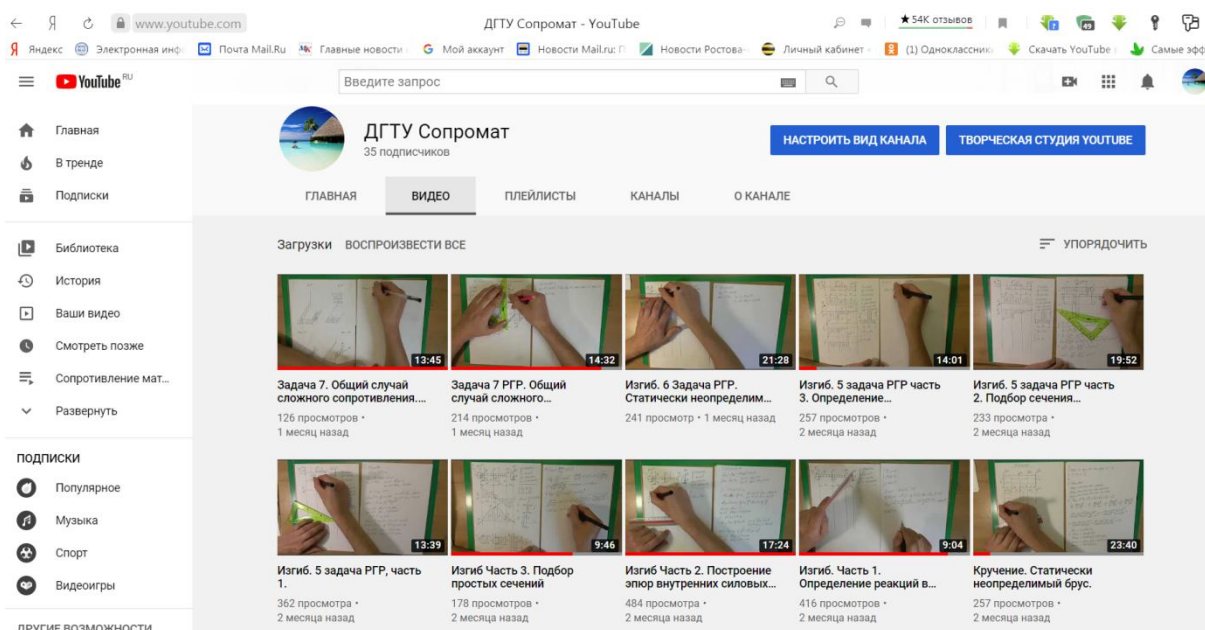 Я
www.youtube.com
ДГТУ Сопромат - YouTube
★ 54K отзывов
Я Яндекс
Электронная инфо
Почта Mail.Ru
Главные новости
G Мой аккаунт
Новости Mail.ru: П
Новости Ростова-
Личный кабинет -
(1) Одноклассники
Скачать YouTube
Самые эфф
YouTube RU
Введите запрос
Главная
В тренде
Подписки
Библиотека
История
Ваши видео
Смотреть позже
Сопротивление мат...
Развернуть
ПОДПИСКИ
Популярное
Музыка
Спорт
Видеоигры
ДРУГИЕ ВОЗМОЖНОСТИ
ДГТУ Сопромат
35 подписчиков
НАСТРОИТЬ ВИД КАНАЛА
ТВОРЧЕСКАЯ СТУДИЯ YOUTUBE
ГЛАВНАЯ
ВИДЕО
ПЛЕЙЛИСТЫ
КАНАЛЫ
О КАНАЛЕ
Загрузки
ВОСПРОИЗВЕСТИ ВСЕ
УПОРЯДОЧИТЬ
13:45
Задача 7. Общий случай
сложного сопротивления....
126 просмотров •
1 месяц назад
14:32
Задача 7 РГР. Общий
случай сложного...
214 просмотров •
1 месяц назад
21:28
Изгиб. 6 Задача РГР.
Статически неопределим...
241 просмотр • 1 месяц назад
14:01
Изгиб. 5 задача РГР часть
3. Определение...
257 просмотров •
2 месяца назад
19:52
Изгиб. 5 задача РГР часть
2. Подбор сечения...
233 просмотра •
2 месяца назад
13:39
Изгиб. 5 задача РГР, часть
1.
362 просмотра •
2 месяца назад
9:46
Изгиб Часть 3. Подбор
простых сечений
178 просмотров •
2 месяца назад
17:24
Изгиб Часть 2. Построение
эпюр внутренних силовых...
484 просмотра •
2 месяца назад
9:04
Изгиб. Часть 1.
Определение реакций в...
416 просмотров •
2 месяца назад
23:40
Кручение. Статически
неопределимый брус.
257 просмотров •
2 месяца назад